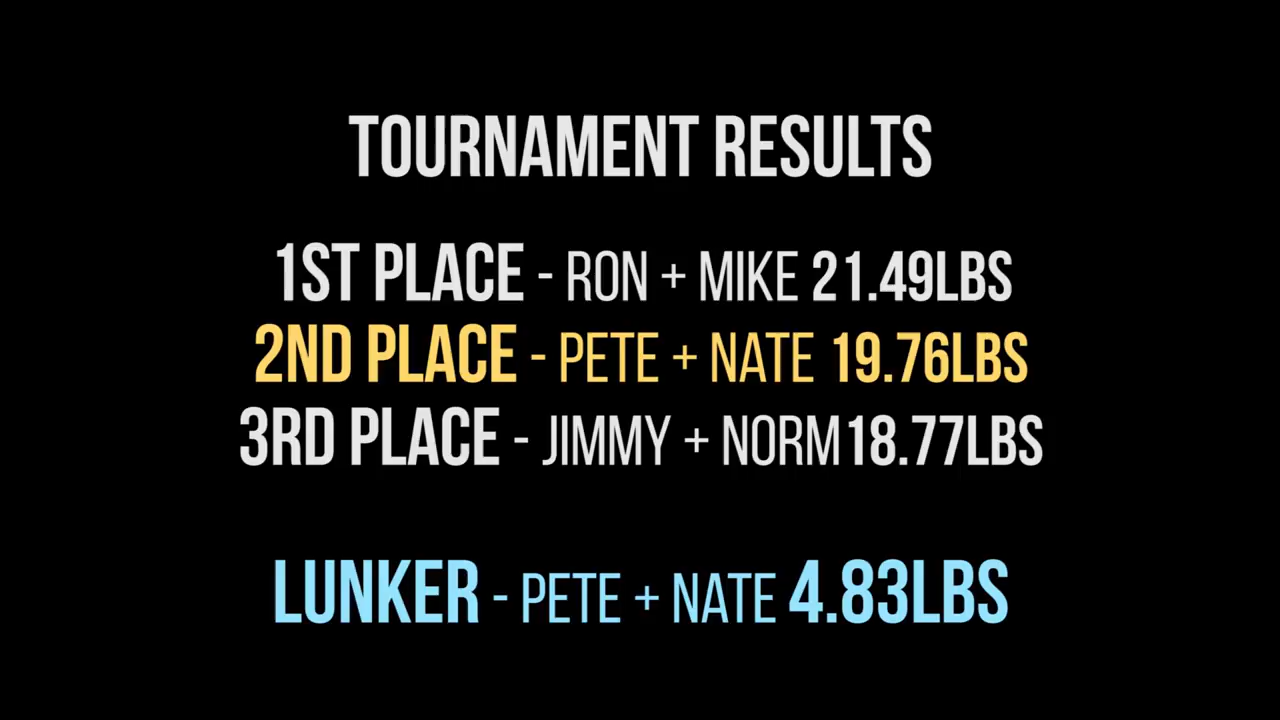 TOURNAMENT RESULTS
1ST PLACE - RON + MIKE 21.49LBS
2ND PLACE - PETE + NATE 19.76LBS
3RD PLACE - JIMMY + NORM18.77LBS
LUNKER - PETE + NATE 4.83LBS